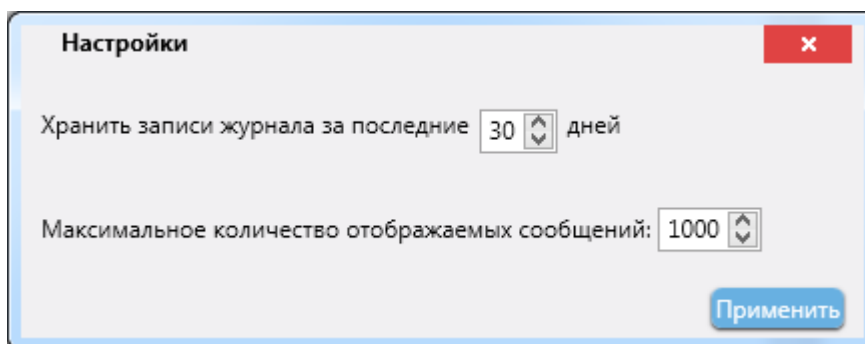 Настройки
Хранить записи журнала за последние 30 дней
Максимальное количество отображаемых сообщений: 1000
Применить